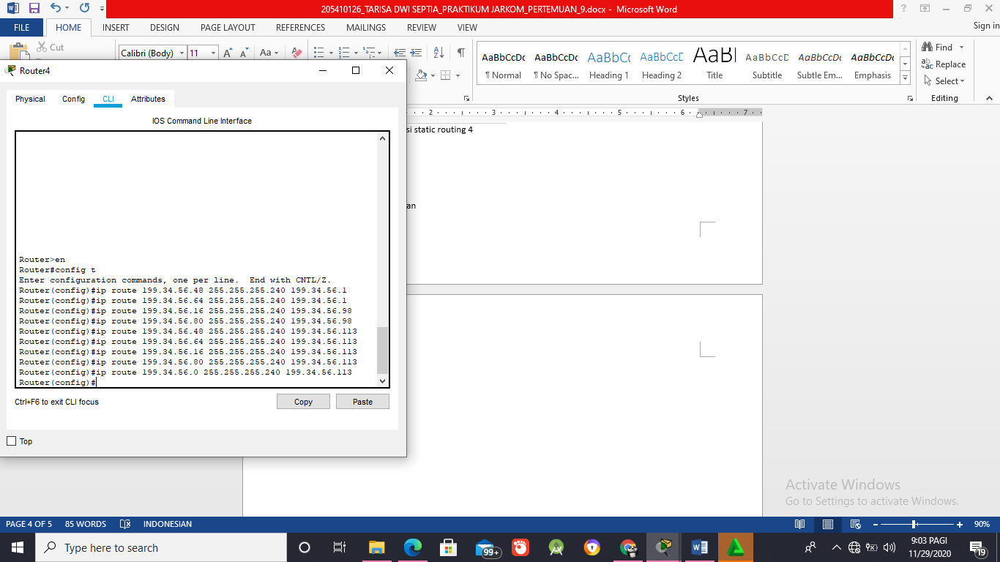 205410126_TARISA DWI SEPTIA_PRAKTIKUM JARKOM_PERTEMUAN_9.docx - Microsoft Word
FILE HOME INSERT DESIGN PAGE LAYOUT REFERENCES MAILINGS REVIEW VIEW
Sign in
Cut
Calibri (Body) 11
AaBbCcDc AaBbCcDc AaBbCc AaBbCcD AaB AaBbCcD AaBbCcDc AaBbCcDc
¶ Normal ¶ No Spac... Heading 1 Heading 2 Title Subtitle Subtle Em... Emphasis
Styles
Find
Replace
Select
Editing
2 3 4 5 6 7
si static routing 4
an
Router4
Physical Config CLI Attributes
IOS Command Line Interface
Router>en
Router#config t
Enter configuration commands, one per line. End with CNTL/Z.
Router(config)#ip route 199.34.56.48 255.255.255.240 199.34.56.1
Router(config)#ip route 199.34.56.64 255.255.255.240 199.34.56.1
Router(config)#ip route 199.34.56.16 255.255.255.240 199.34.56.98
Router(config)#ip route 199.34.56.80 255.255.255.240 199.34.56.98
Router(config)#ip route 199.34.56.48 255.255.255.240 199.34.56.113
Router(config)#ip route 199.34.56.64 255.255.255.240 199.34.56.113
Router(config)#ip route 199.34.56.16 255.255.255.240 199.34.56.113
Router(config)#ip route 199.34.56.80 255.255.255.240 199.34.56.113
Router(config)#ip route 199.34.56.0 255.255.255.240 199.34.56.113
Router(config)#
Ctrl+F6 to exit CLI focus
Copy Paste
Top
Activate Windows
Go to Settings to activate Windows.
PAGE 4 OF 5 85 WORDS INDONESIAN
90%
Type here to search
99+
9:03 PAGI
11/29/2020
19